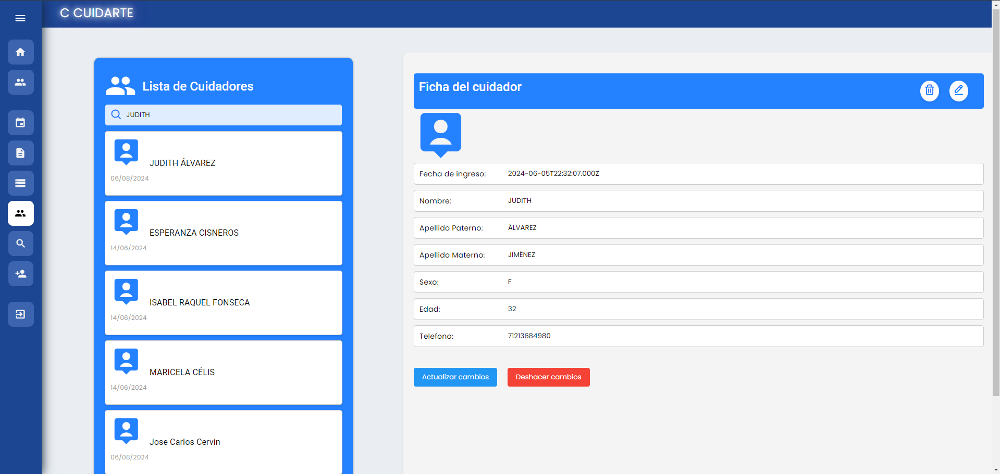 C CUIDARTE
Lista de Cuidadores
JUDITH
JUDITH ÁLVAREZ
06/08/2024
ESPERANZA CISNEROS
14/06/2024
ISABEL RAQUEL FONSECA
14/06/2024
MARICELA CÉLIS
14/06/2024
Jose Carlos Cervin
06/08/2024
Ficha del cuidador
Fecha de ingreso: 2024-06-05T22:32:07.000Z
Nombre: JUDITH
Apellido Paterno: ÁLVAREZ
Apellido Materno: JIMÉNEZ
Sexo: F
Edad: 32
Telefono: 71213684980
Actualizar cambios Deshacer cambios